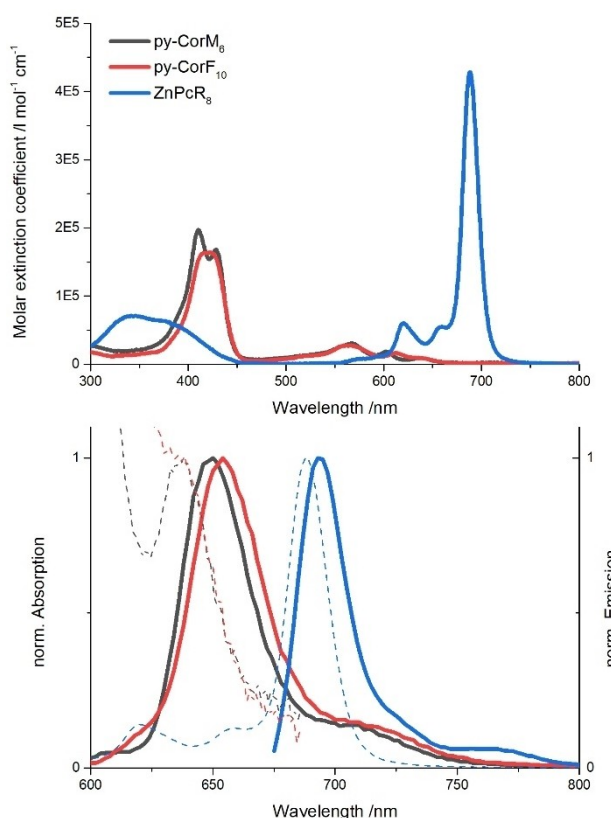 5E5
4E5
3E5
2E5
1E5
0
Molar extinction coefficient /l mol⁻¹ cm⁻¹
py-CorM₆
py-CorF₁₀
ZnPcR₈
300 400 500 600 700 800
Wavelength /nm
1
0
norm. Absorption
1
0
norm. Emission
600 650 700 750 800
Wavelength /nm